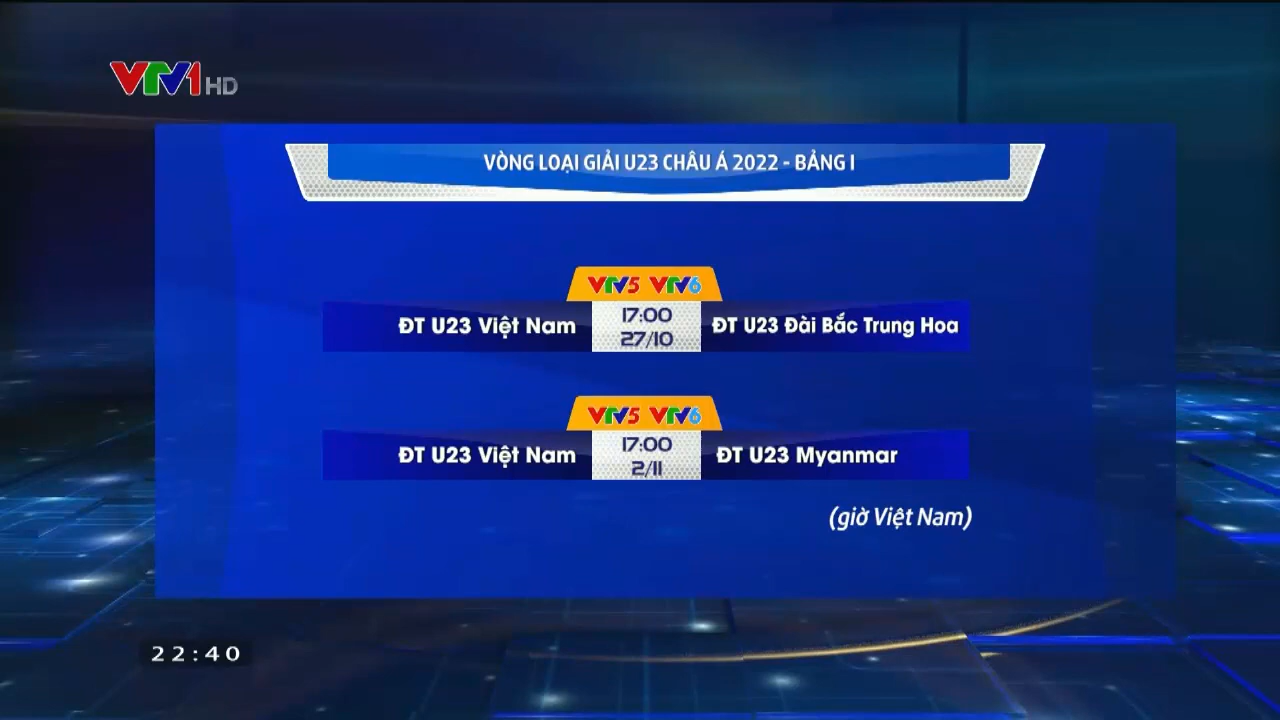 VTV1 HD
VÒNG LOẠI GIẢI U23 CHÂU Á 2022 - BẢNG I
VTV5 VTV6
ĐT U23 Việt Nam 17:00 ĐT U23 Đài Bắc Trung Hoa
27/10
VTV5 VTV6
ĐT U23 Việt Nam 17:00 ĐT U23 Myanmar
2/11
(giờ Việt Nam)
22:40